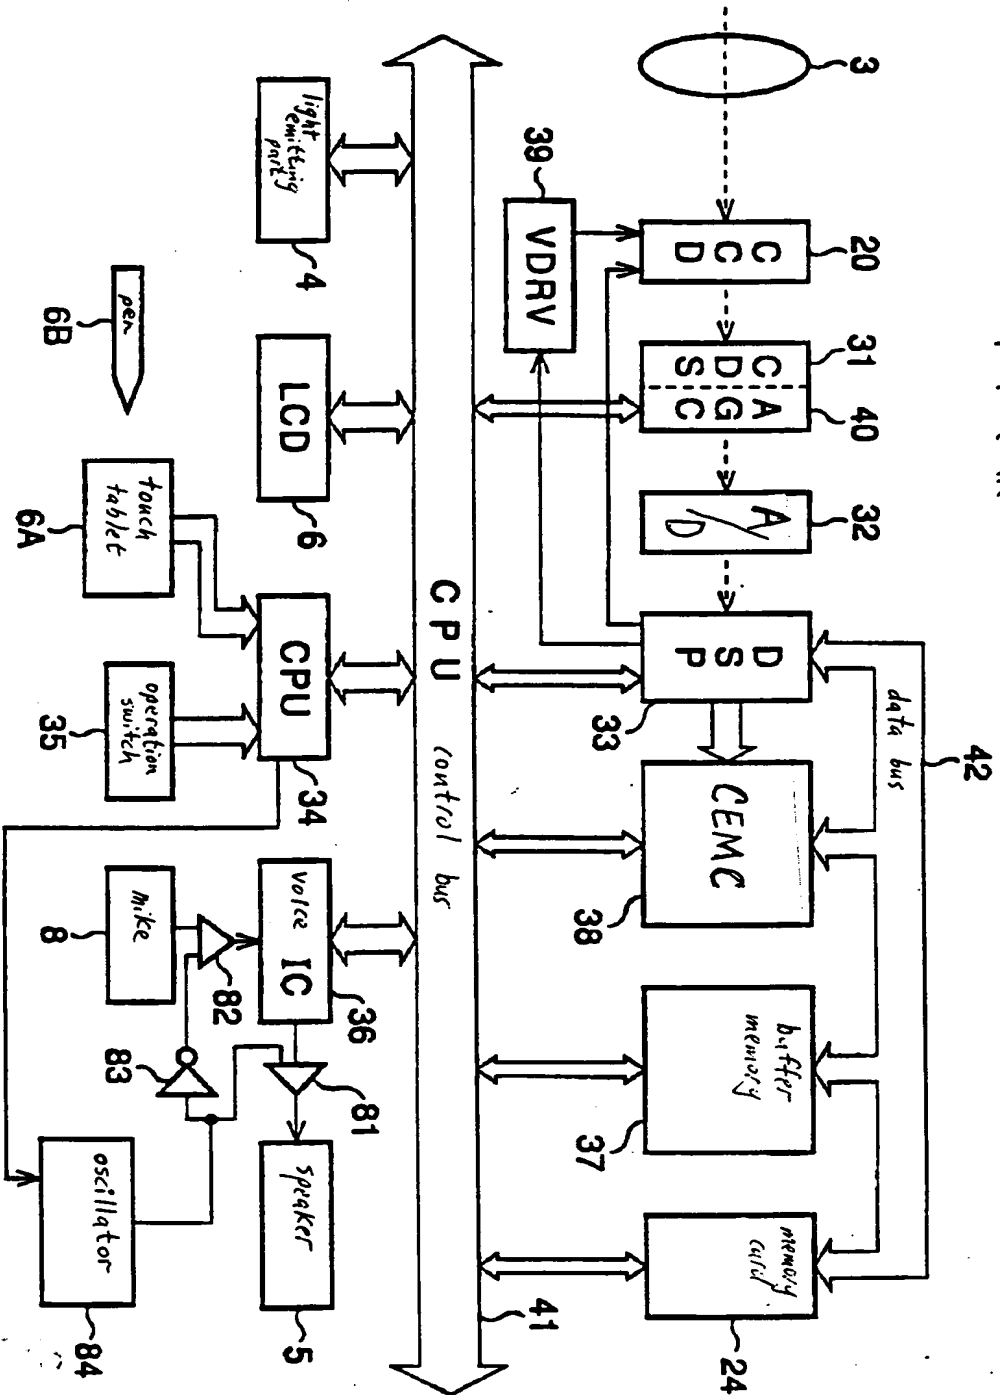 3
CCD
20
39
VDRV
CDS
31
AGC
40
A/D
32
DSP
33
data bus
42
CEMC
38
buffer
memory
37
memory
card
24
CPU control bus
41
light
emitting
part
4
LCD
6
pen
6B
touch
tablet
6A
CPU
34
operation
switch
35
voice
IC
36
mike
8
82
83
81
speaker
5
oscillator
84